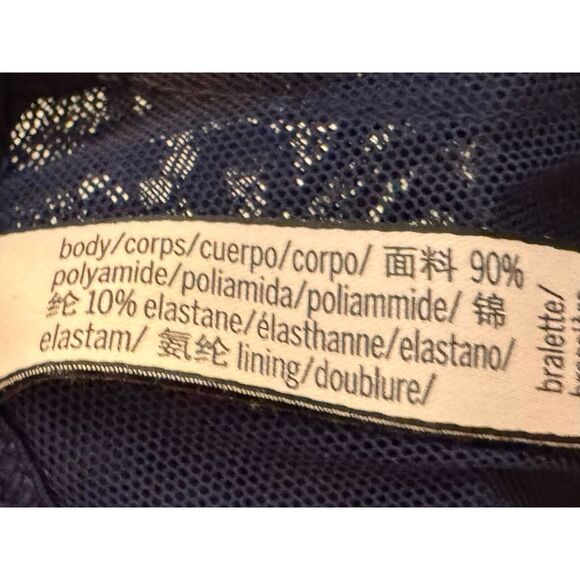 body/corps/cuerpo/corpo/ 面料 90%
polyamide/poliamida/poliammide/ 锦
纶 10% elastane/élasthanne/elastano/
elastam/ 氨纶 lining/doublure/
bralette/